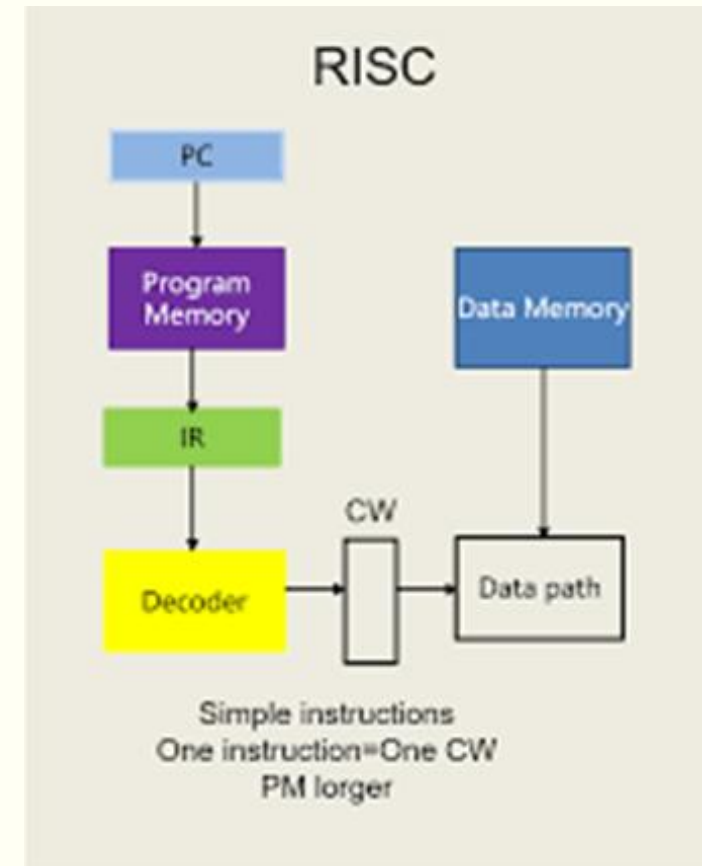 RISC
PC
Program
Memory
Data Memory
IR
CW
Decoder
Data path
Simple instructions
One instruction=One CW
PM lorger